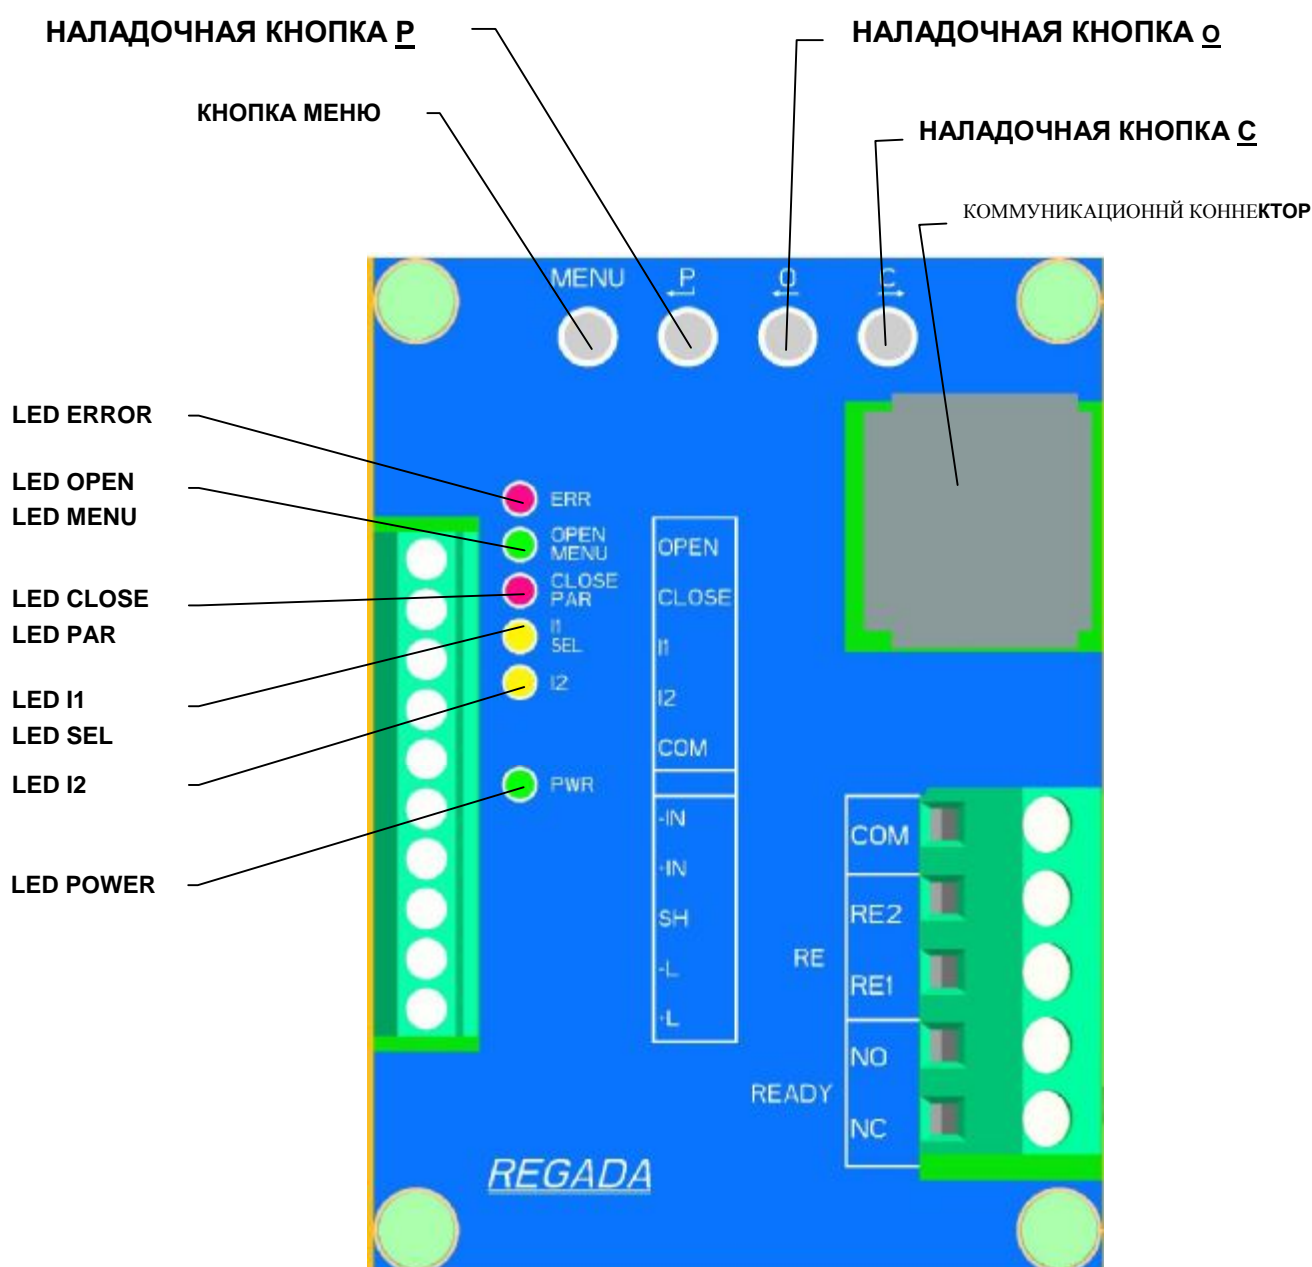 НАЛАДОЧНАЯ КНОПКА Р
НАЛАДОЧНАЯ КНОПКА О
КНОПКА МЕНЮ
НАЛАДОЧНАЯ КНОПКА С
КОММУНИКАЦИОННЙ КОННЕКТОР
MENU
P
O
C
LED ERROR
LED OPEN
LED MENU
LED CLOSE
LED PAR
LED I1
LED SEL
LED I2
LED POWER
ERR
OPEN
MENU
CLOSE
PAR
I1
SEL
I2
PWR
OPEN
CLOSE
I1
I2
COM
-IN
-IN
SH
-L
-L
COM
RE2
RE
RE1
NO
READY
NC
REGADA